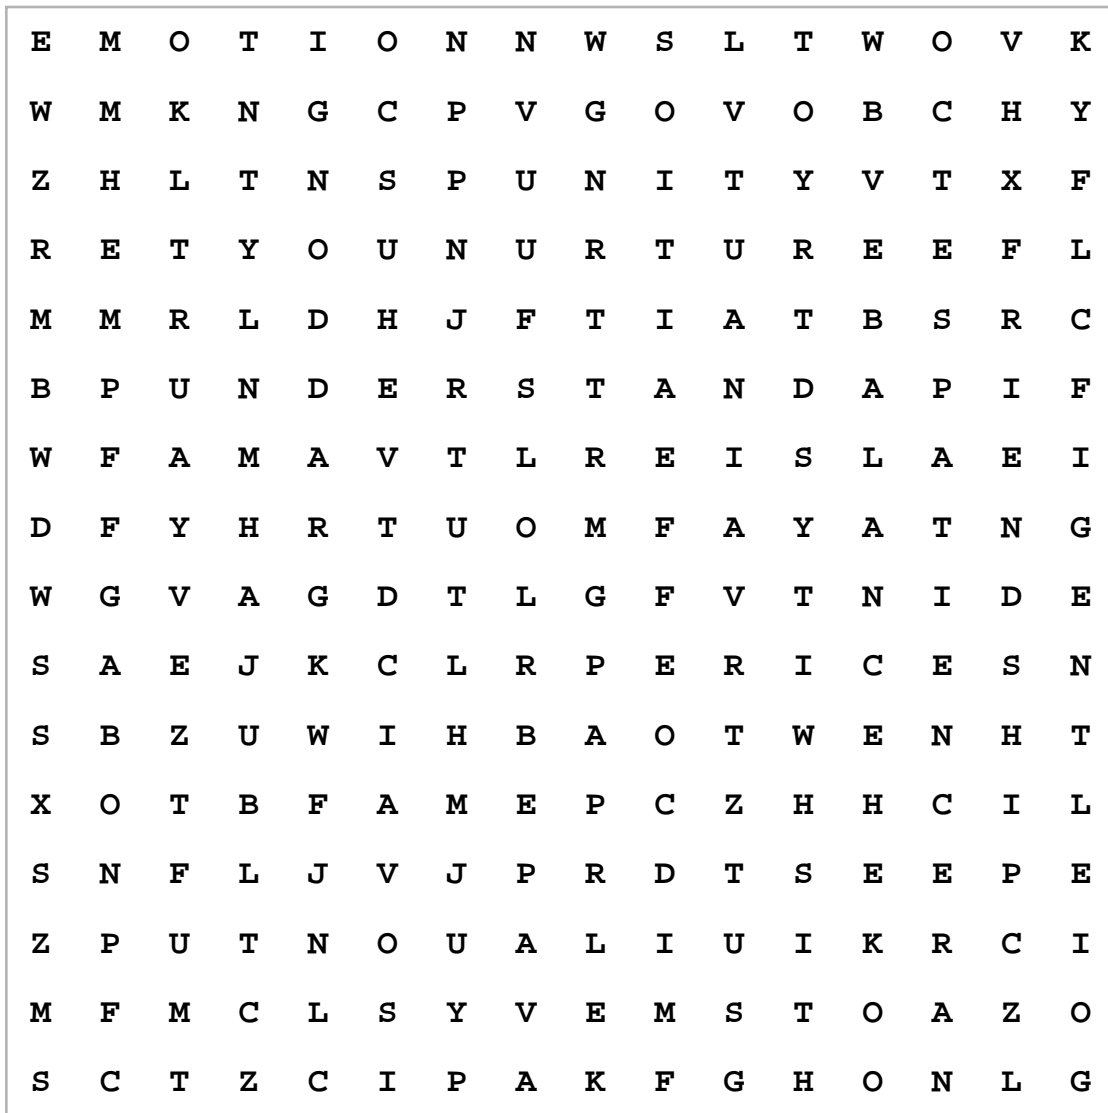 E M O T I O N N W S L T W O V K
W M K N G C P V G O V O B C H Y
Z H L T N S P U N I T Y V T X F
R E T Y O U N U R T U R E E F L
M M R L D H J F T I A T B S R C
B P U N D E R S T A N D A P I F
W F A M A V T L R E I S L A E I
D F Y H R T U O M F A Y A T N G
W G V A G D T L G F V T N I D E
S A E J K C L R P E R I C E S N
S B Z U W I H B A O T W E N H T
X O T B F A M E P C Z H H C I L
S N F L J V J P R D T S E E P E
Z P U T N O U A L I U I K R C I
M F M C L S Y V E M S T O A Z O
S C T Z C I P A K F G H O N L G